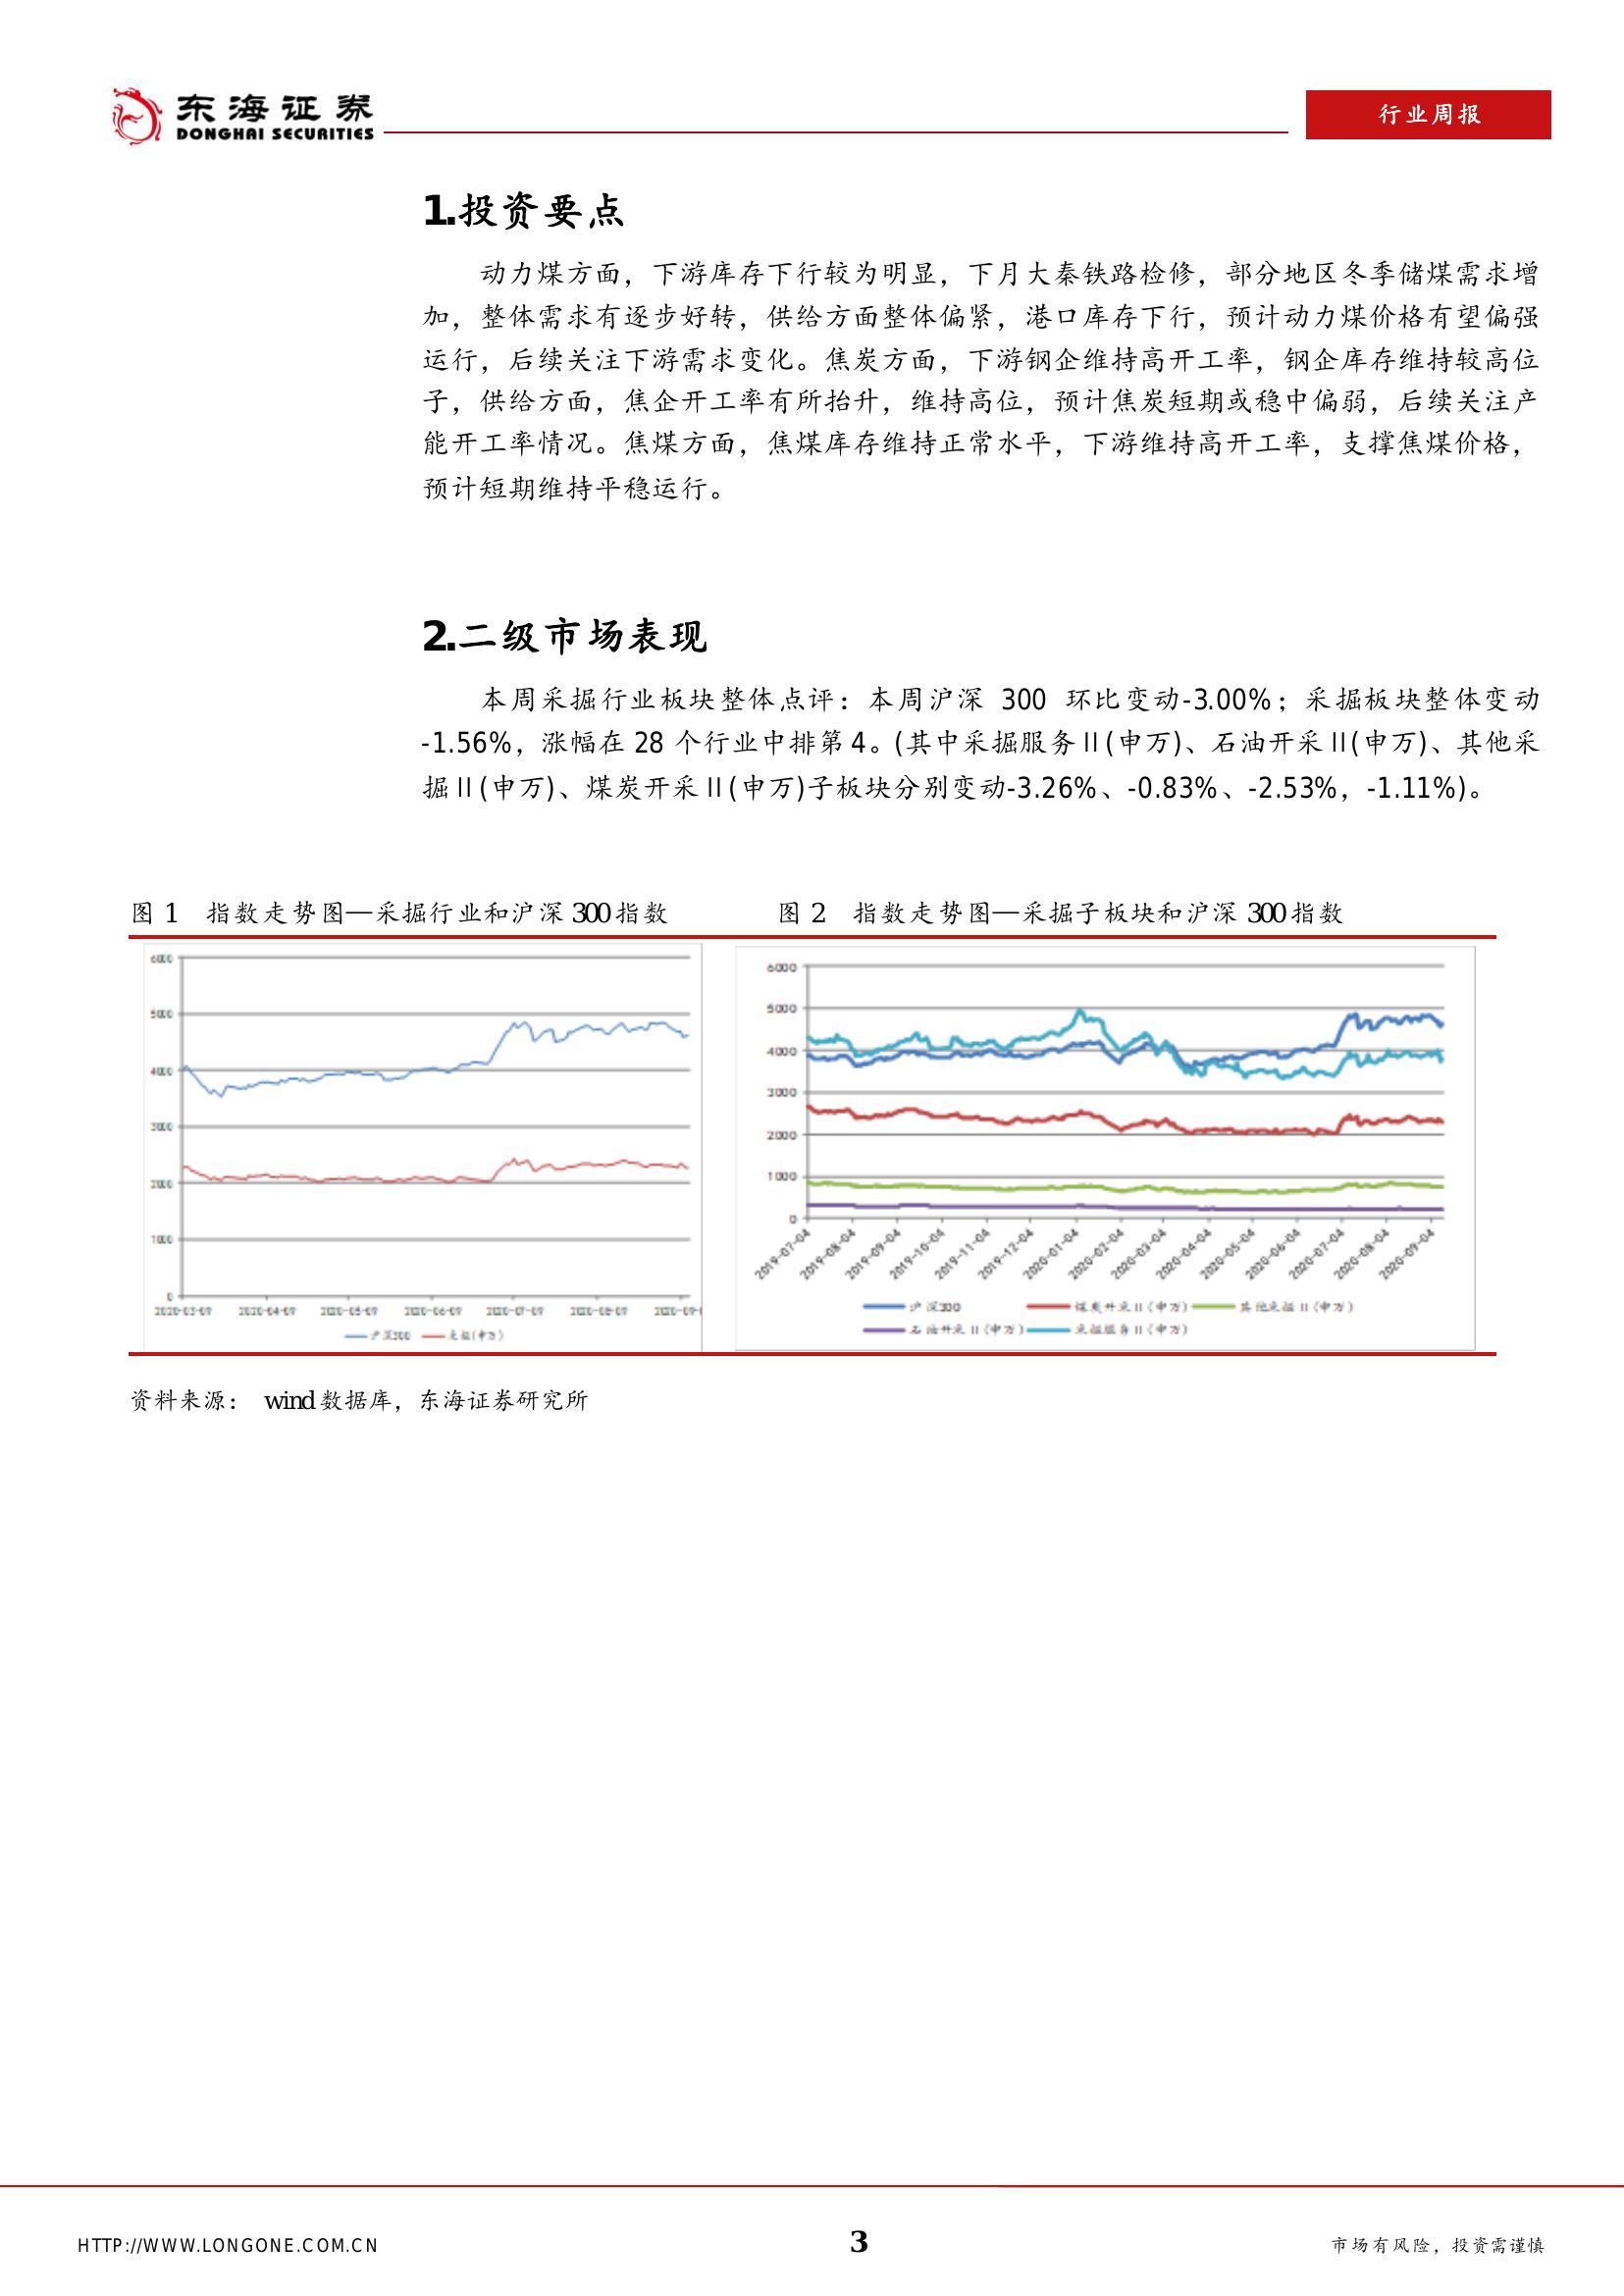 东海证券
DONGHAI SECURITIES
行业周报
1.投资要点
动力煤方面，下游库存下行较为明显，下月大秦铁路检修，部分地区冬季储煤需求增
加，整体需求有逐步好转，供给方面整体偏紧，港口库存下行，预计动力煤价格有望偏强
运行，后续关注下游需求变化。焦炭方面，下游钢企维持高开工率，钢企库存维持较高位
子，供给方面，焦企开工率有所抬升，维持高位，预计焦炭短期或稳中偏弱，后续关注产
能开工率情况。焦煤方面，焦煤库存维持正常水平，下游维持高开工率，支撑焦煤价格，
预计短期维持平稳运行。
2.二级市场表现
本周采掘行业板块整体点评：本周沪深 300 环比变动-3.00%；采掘板块整体变动
-1.56%，涨幅在 28 个行业中排第 4。(其中采掘服务Ⅱ(申万)、石油开采Ⅱ(申万)、其他采
掘Ⅱ(申万)、煤炭开采Ⅱ(申万)子板块分别变动-3.26%、-0.83%、-2.53%，-1.11%)。
图 1 指数走势图—采掘行业和沪深 300 指数
图 2 指数走势图—采掘子板块和沪深 300 指数
6000
5000
4000
3000
2000
1000
0
2020-03-09 2020-04-09 2020-05-09 2020-06-09 2020-07-09 2020-08-09 2020-09-
沪深300 采掘(申万)
6000
5000
4000
3000
2000
1000
0
2019-07-04 2019-08-04 2019-09-04 2019-10-04 2019-11-04 2019-12-04 2020-01-04 2020-02-04 2020-03-04 2020-04-04 2020-05-04 2020-06-04 2020-07-04 2020-08-04 2020-09-04
沪深300 煤炭开采Ⅱ(申万) 其他采掘Ⅱ(申万)
石油开采Ⅱ(申万) 采掘服务Ⅱ(申万)
资料来源： wind 数据库，东海证券研究所
HTTP://WWW.LONGONE.COM.CN
3
市场有风险，投资需谨慎